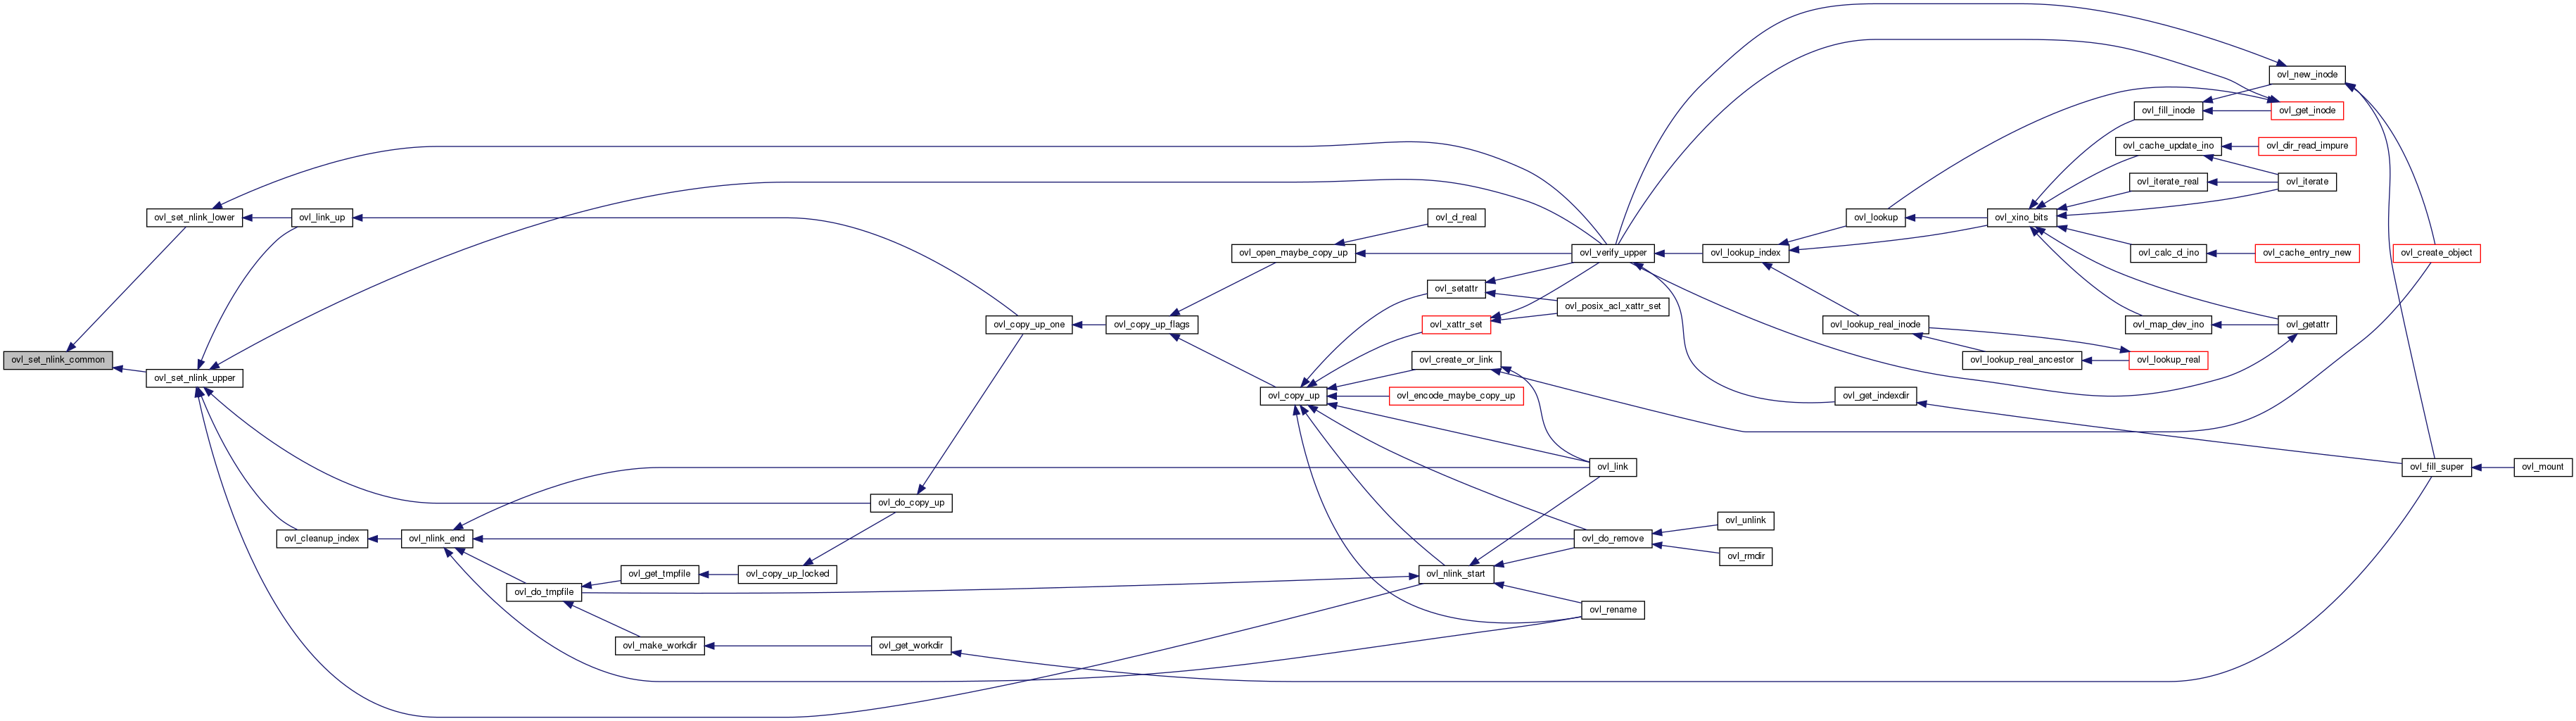 ovl_set_nlink_common
ovl_set_nlink_lower
ovl_set_nlink_upper
ovl_link_up
ovl_cleanup_index
ovl_nlink_end
ovl_do_tmpfile
ovl_get_tmpfile
ovl_make_workdir
ovl_copy_up_locked
ovl_do_copy_up
ovl_get_workdir
ovl_copy_up_one
ovl_copy_up_flags
ovl_open_maybe_copy_up
ovl_copy_up
ovl_d_real
ovl_setattr
ovl_xattr_set
ovl_create_or_link
ovl_encode_maybe_copy_up
ovl_nlink_start
ovl_verify_upper
ovl_posix_acl_xattr_set
ovl_link
ovl_do_remove
ovl_rename
ovl_unlink
ovl_rmdir
ovl_lookup_index
ovl_lookup
ovl_lookup_real_inode
ovl_get_indexdir
ovl_xino_bits
ovl_lookup_real_ancestor
ovl_fill_inode
ovl_cache_update_ino
ovl_iterate_real
ovl_calc_d_ino
ovl_map_dev_ino
ovl_lookup_real
ovl_new_inode
ovl_get_inode
ovl_dir_read_impure
ovl_iterate
ovl_cache_entry_new
ovl_getattr
ovl_create_object
ovl_fill_super
ovl_mount